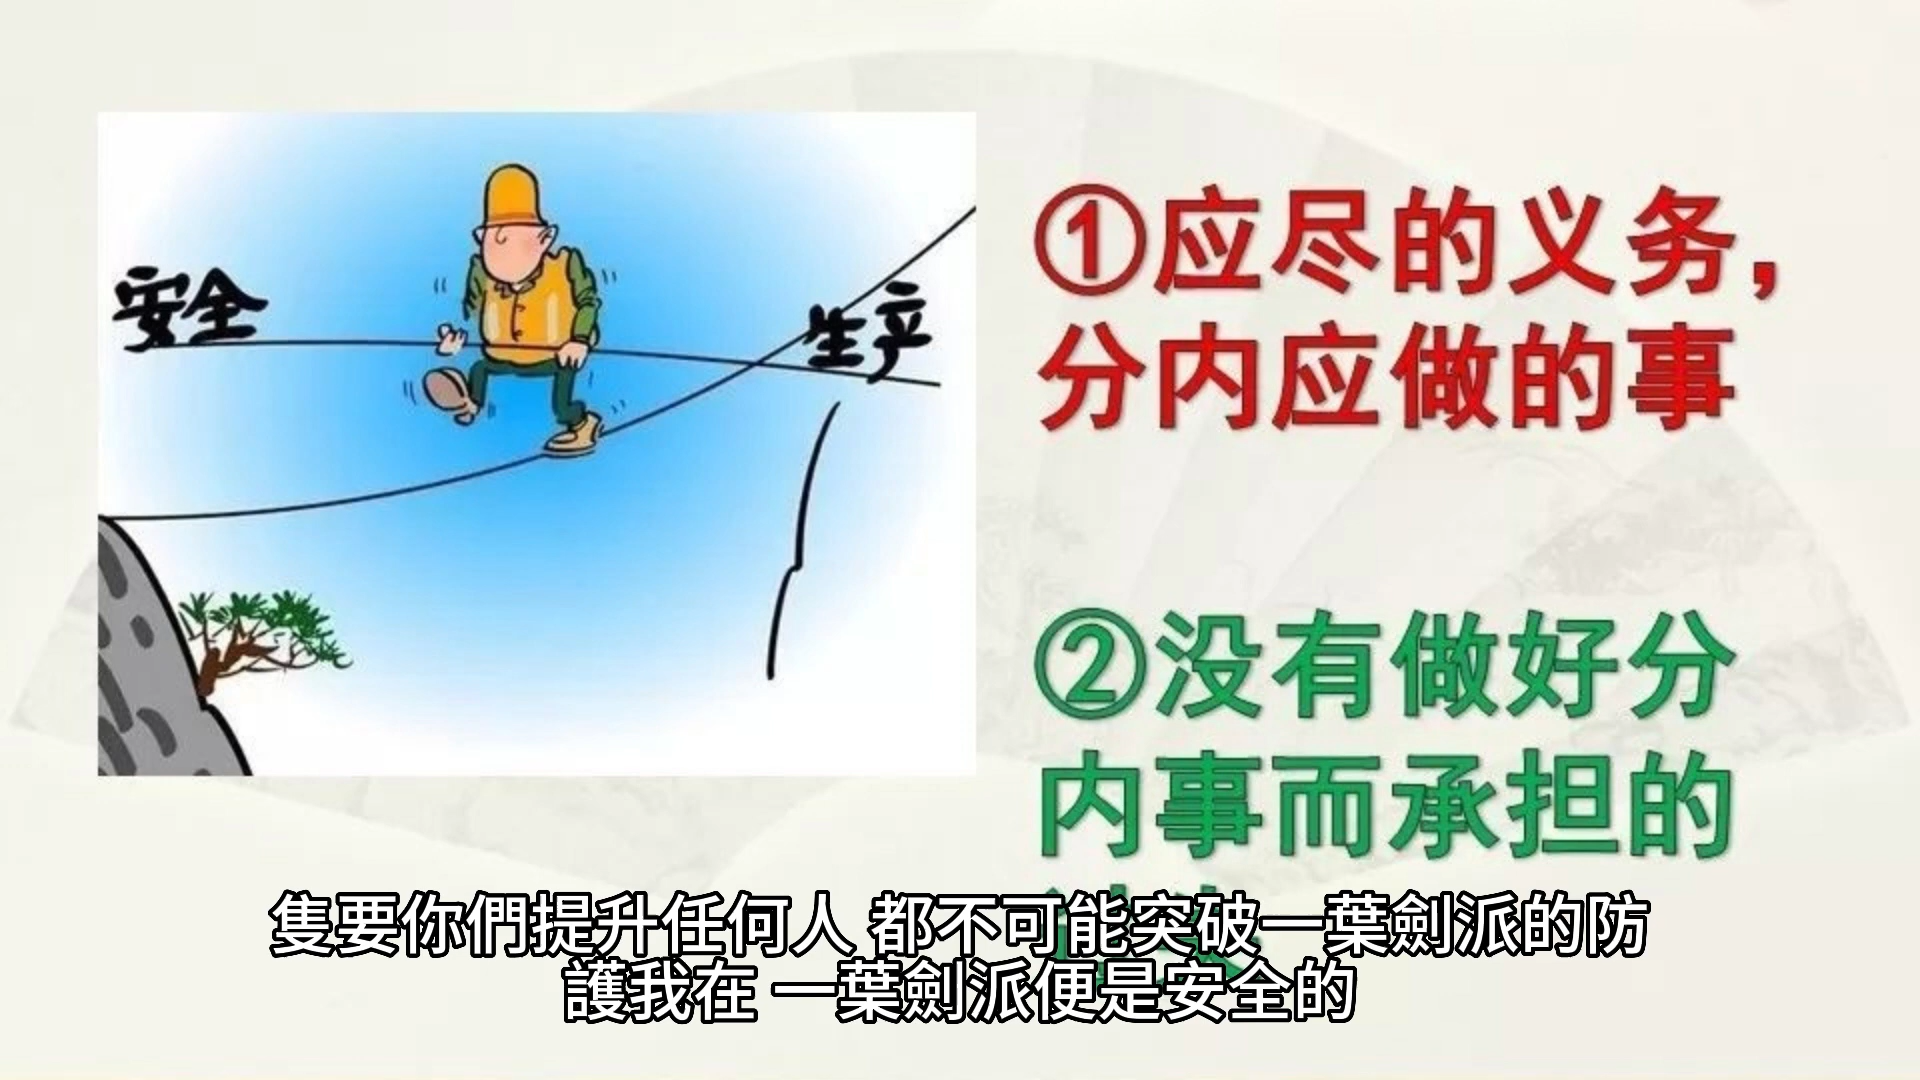 安全
生产
①应尽的义务，
分内应做的事
②没有做好分
内事而承担的
隻要你們提升任何人 都不可能突破一葉劍派的防
護我在 一葉劍派便是安全的